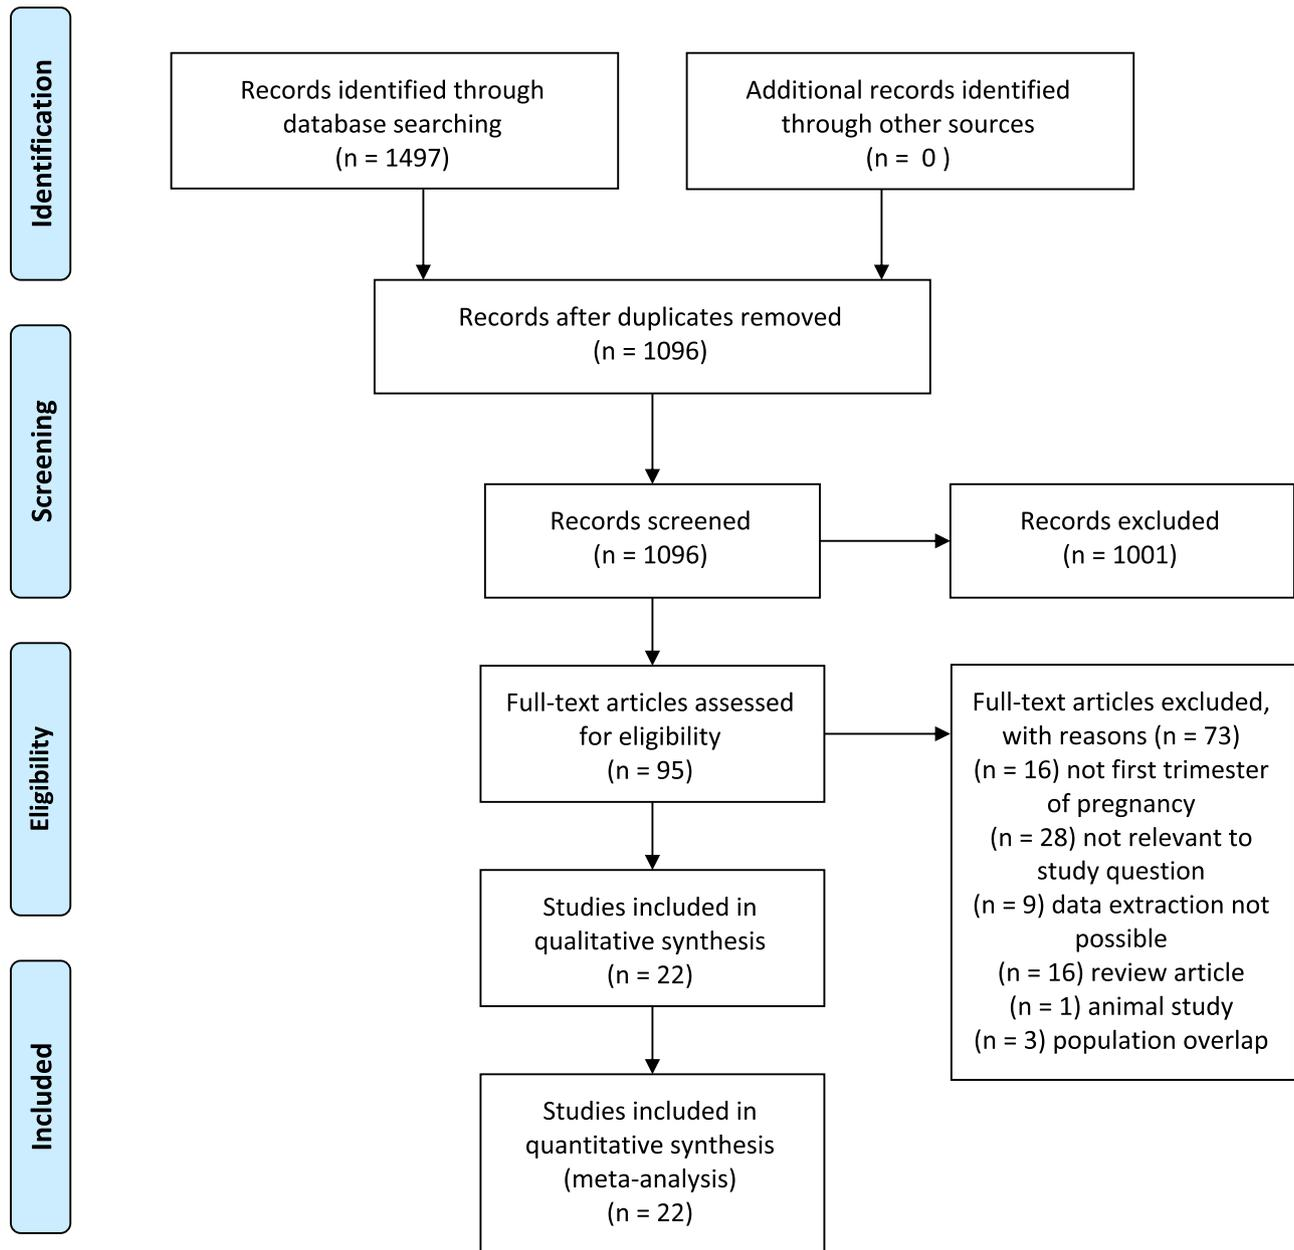 Identification
Records identified through
database searching
(n = 1497)
Additional records identified
through other sources
(n =  0 )
Records after duplicates removed
(n = 1096)
Screening
Records screened
(n = 1096)
Records excluded
(n = 1001)
Eligibility
Full-text articles assessed
for eligibility
(n = 95)
Full-text articles excluded,
with reasons (n = 73)
(n = 16) not first trimester
of pregnancy
(n = 28) not relevant to
study question
(n = 9) data extraction not
possible
(n = 16) review article
(n = 1) animal study
(n = 3) population overlap
Studies included in
qualitative synthesis
(n = 22)
Included
Studies included in
quantitative synthesis
(meta-analysis)
(n = 22)